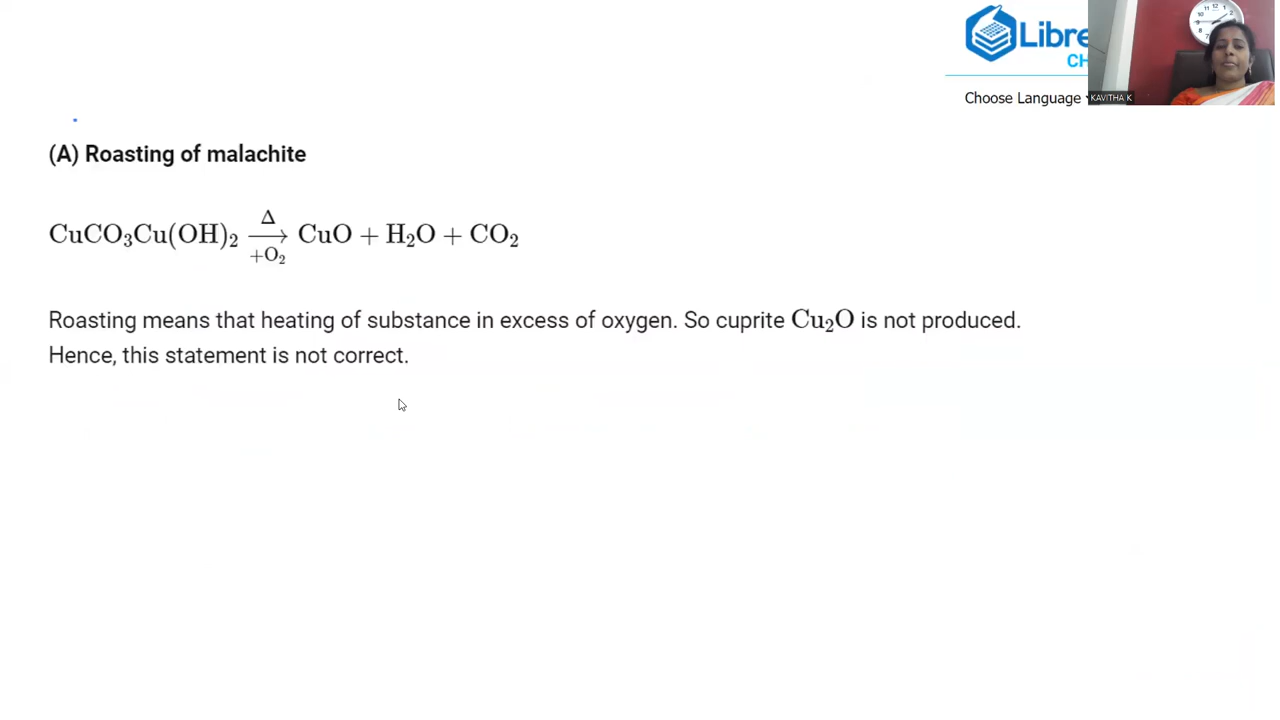 Libre
CH
Choose Language
KAVITHA K
(A) Roasting of malachite
CuCO₃Cu(OH)₂ →[Δ][+O₂] CuO + H₂O + CO₂
Roasting means that heating of substance in excess of oxygen. So cuprite Cu₂O is not produced.
Hence, this statement is not correct.